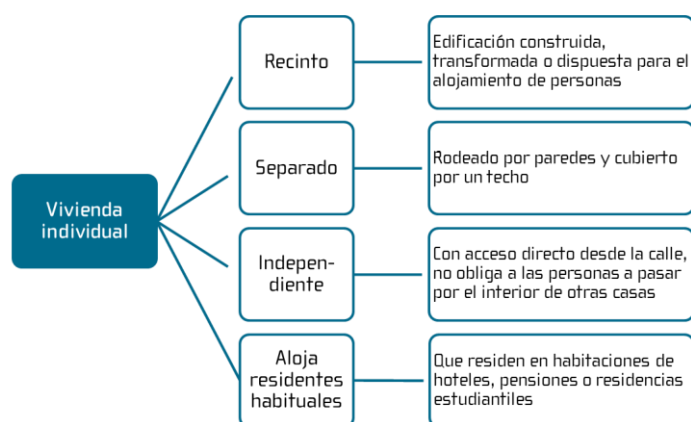 Vivienda
individual
Recinto
Edificación construida,
transformada o dispuesta para el
alojamiento de personas
Separado
Rodeado por paredes y cubierto
por un techo
Indepen-
diente
Con acceso directo desde la calle,
no obliga a las personas a pasar
por el interior de otras casas
Aloja
residentes
habituales
Que residen en habitaciones de
hoteles, pensiones o residencias
estudiantiles